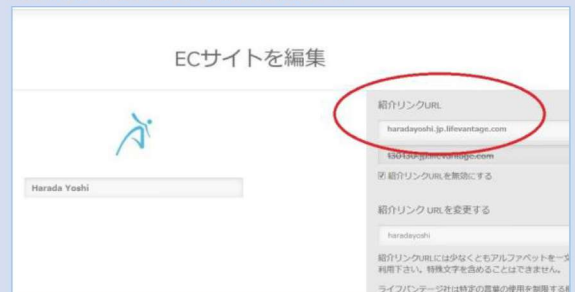 ECサイトを編集
紹介リンクURL
haradayoshi.jp.lifevantage.com
Harada Yoshi
紹介リンクURLを無効にする
紹介リンク URLを変更する
haradayoshi
紹介リンクURLには少なくともアルファベットを一文
利用下さい。特殊文字を含めることはできません。
ライフバンテージ社は特定の言葉の使用を制限する